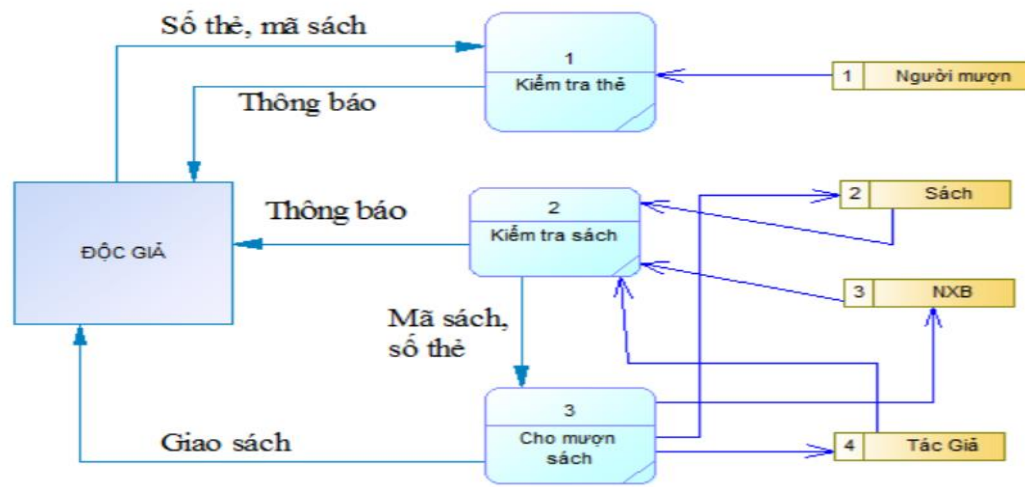 Số thẻ, mã sách
1
Kiểm tra thẻ
1 Người mượn
Thông báo
ĐỘC GIẢ
Thông báo
2
Kiểm tra sách
2 Sách
3 NXB
Mã sách,
số thẻ
3
Cho mượn
sách
4 Tác Giả
Giao sách